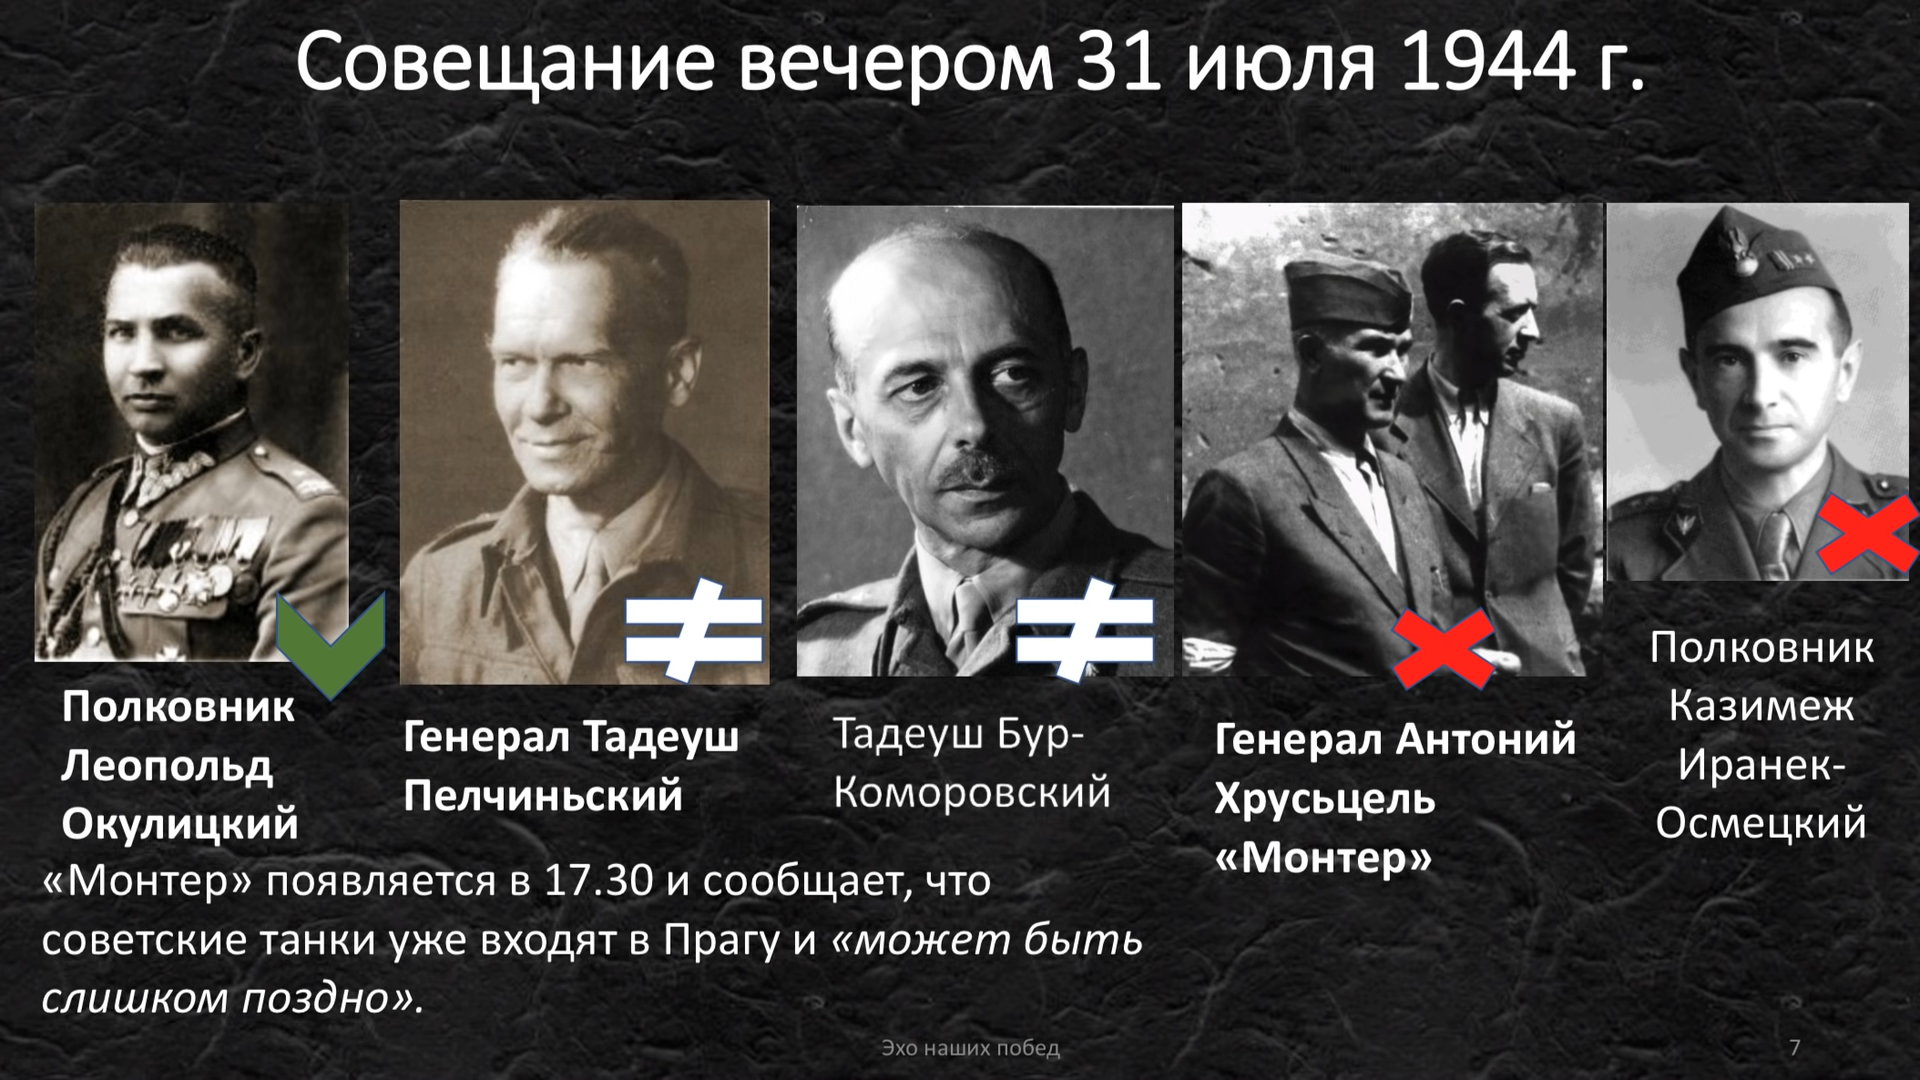 Совещание вечером 31 июля 1944 г.
Полковник
Леопольд
Окулицкий
Генерал Тадеуш
Пелчиньский
Тадеуш Бур-
Коморовский
Генерал Антоний
Хрусьцель
«Монтер»
Полковник
Казимеж
Иранек-
Осмецкий
«Монтер» появляется в 17.30 и сообщает, что
советские танки уже входят в Прагу и «может быть
слишком поздно».
Эхо наших побед
7